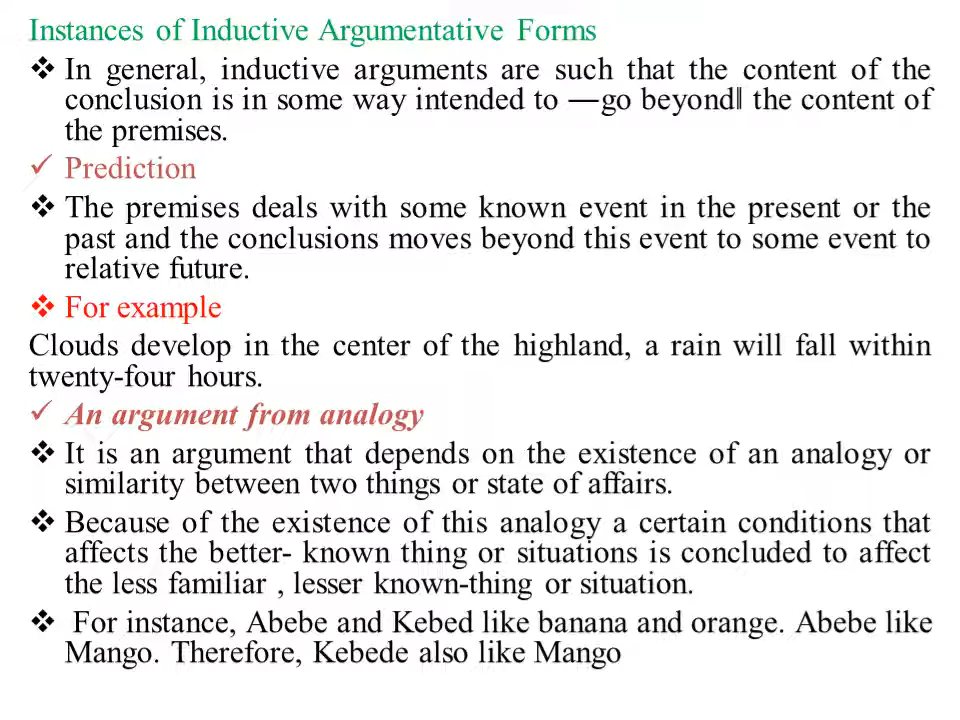 Instances of Inductive Argumentative Forms
❖ In general, inductive arguments are such that the content of the
conclusion is in some way intended to ―go beyond‖ the content of
the premises.
✓ Prediction
❖ The premises deals with some known event in the present or the
past and the conclusions moves beyond this event to some event to
relative future.
❖ For example
Clouds develop in the center of the highland, a rain will fall within
twenty-four hours.
✓ An argument from analogy
❖ It is an argument that depends on the existence of an analogy or
similarity between two things or state of affairs.
❖ Because of the existence of this analogy a certain conditions that
affects the better- known thing or situations is concluded to affect
the less familiar , lesser known-thing or situation.
❖ For instance, Abebe and Kebed like banana and orange. Abebe like
Mango. Therefore, Kebede also like Mango